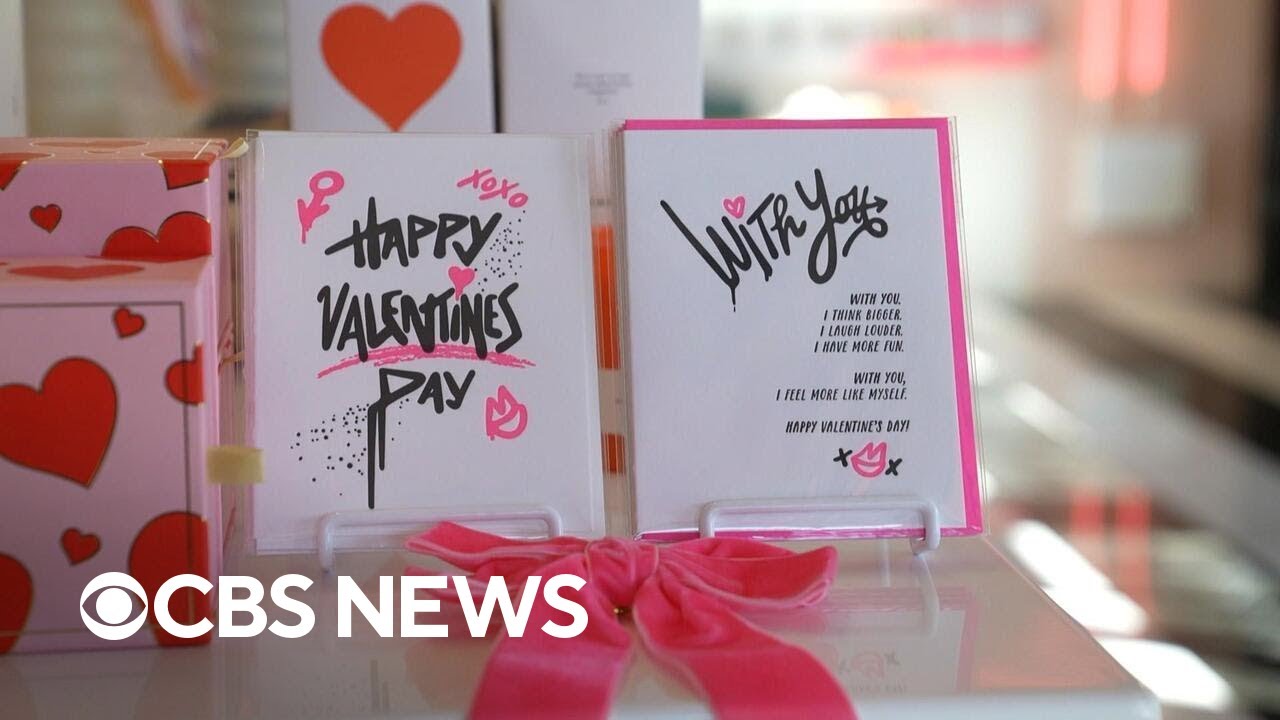 XOXO
HAPPY
VALENTINES
DAY
With You
WITH YOU,
I THINK BIGGER.
I LAUGH LOUDER.
I HAVE MORE FUN.
WITH YOU,
I FEEL MORE LIKE MYSELF.
HAPPY VALENTINE'S DAY!
X X
CBS NEWS